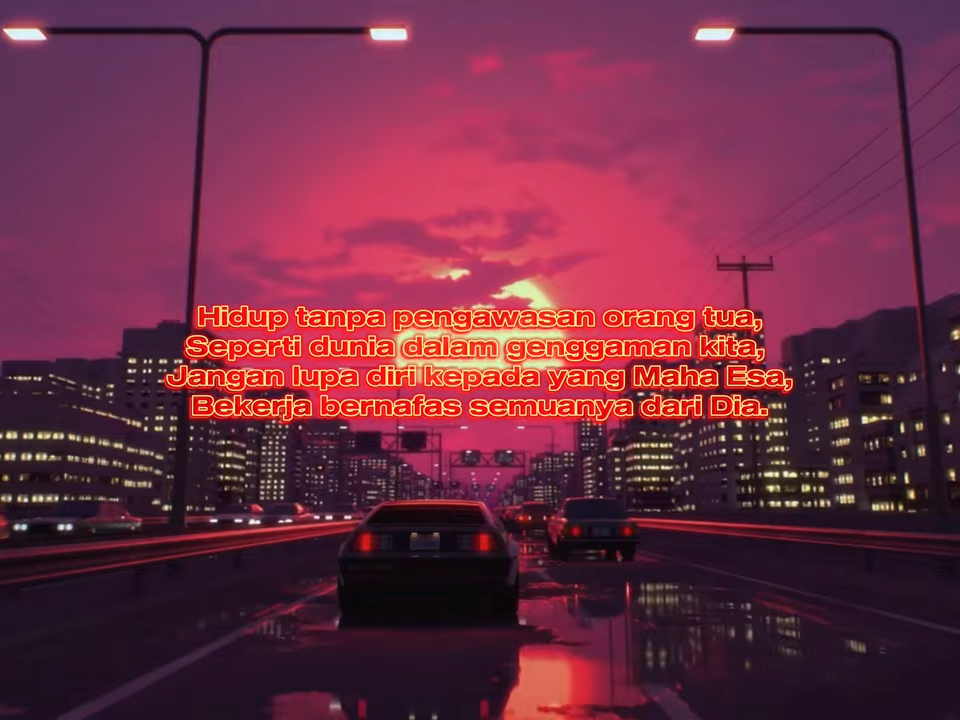 Hidup tanpa pengawasan orang tua,
Seperti dunia dalam genggaman kita,
Jangan lupa diri kepada yang Maha Esa,
Bekerja bernafas semuanya dari Dia.